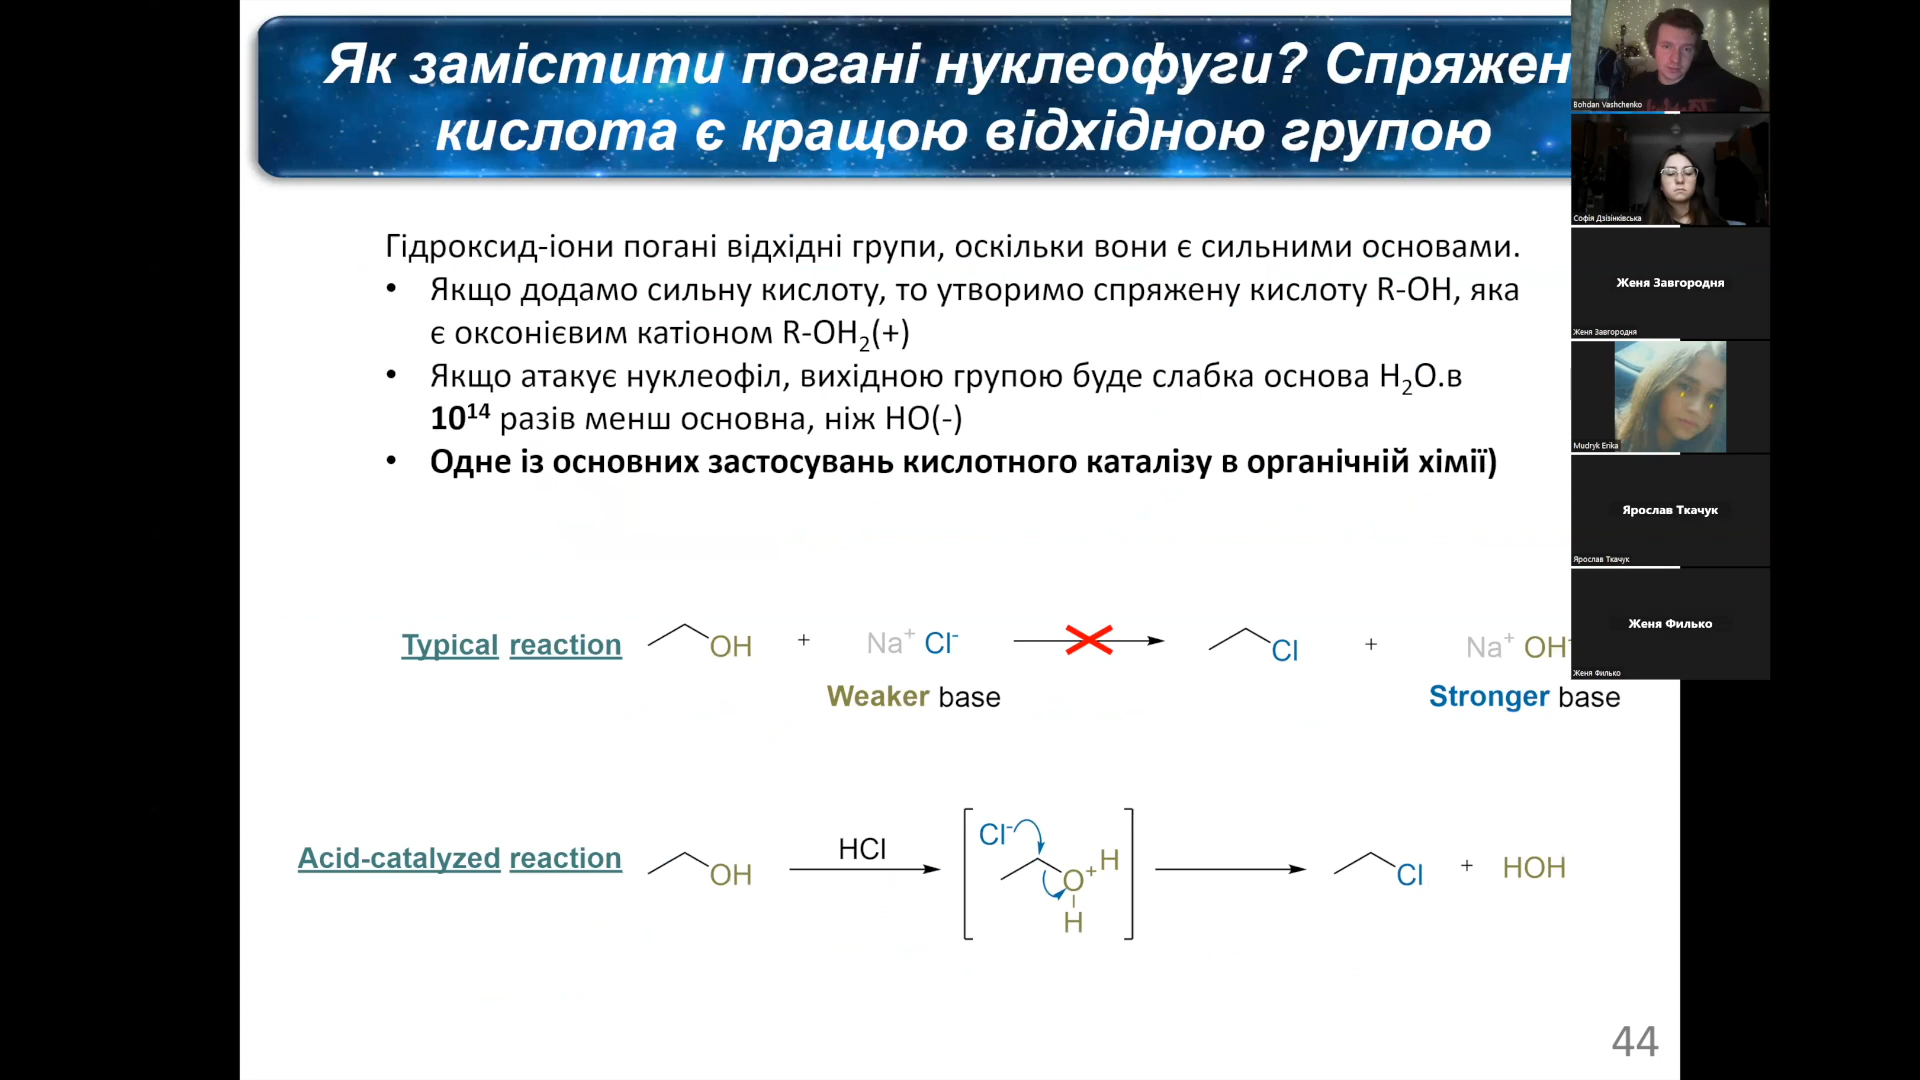 Як замістити погані нуклеофуги? Спряжен
кислота є кращою відхідною групою
Гідроксид-іони погані відхідні групи, оскільки вони є сильними основами.
• Якщо додамо сильну кислоту, то утворимо спряжену кислоту R-OH, яка
є оксонієвим катіоном R-OH₂(+)
• Якщо атакує нуклеофіл, вихідною групою буде слабка основа H₂O.в
10¹⁴ разів менш основна, ніж HO(-)
• Одне із основних застосувань кислотного каталізу в органічній хімії)
Typical reaction OH + Na⁺ Cl⁻ Cl + Na⁺ OH⁻
Weaker base Stronger base
Acid-catalyzed reaction OH HCl Cl⁻ O⁺ H H Cl + HOH
44
Bohdan Vashchenko
Софія Дзізінківська
Женя Завгородня
Женя Завгородня
Mudryk Erika
Ярослав Ткачук
Ярослав Ткачук
Женя Филько
Женя Филько